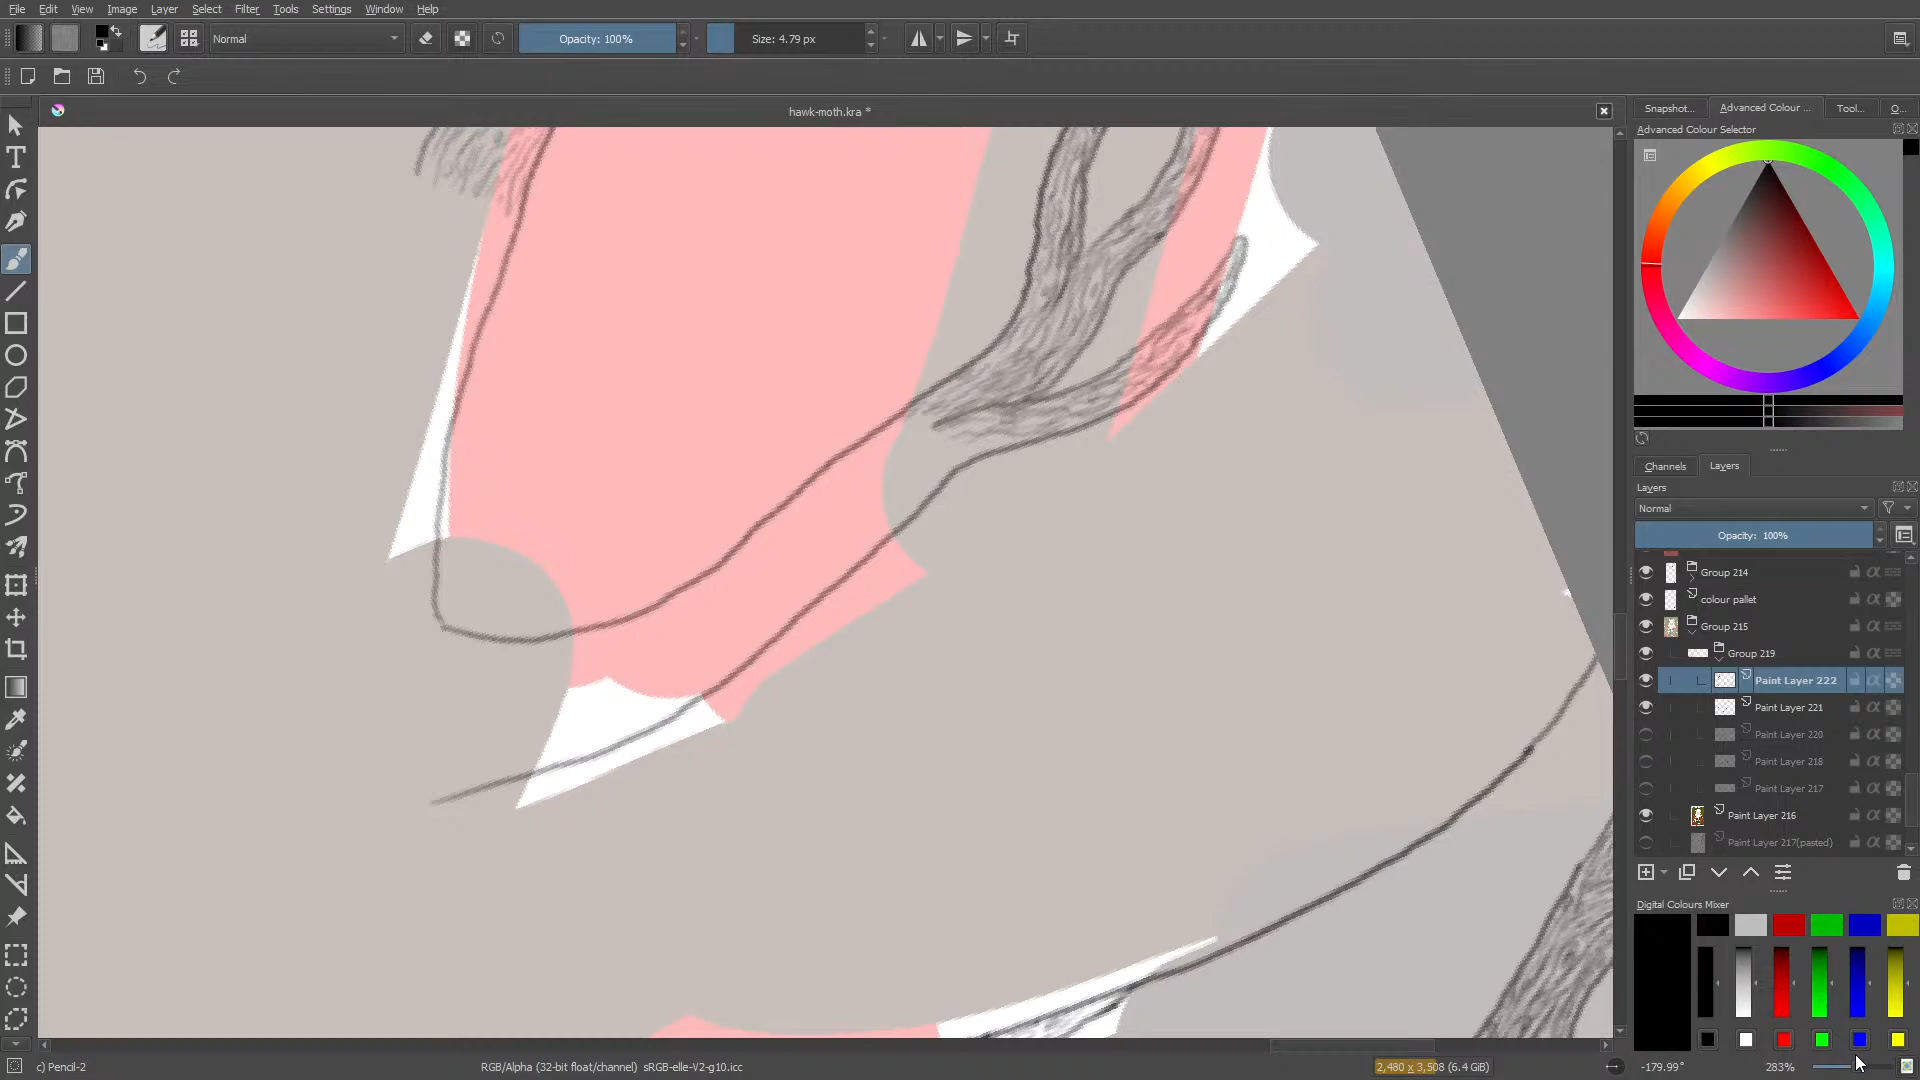 File Edit View Image Layer Select Filter Tools Settings Window Help
Normal Opacity: 100% Size: 4.79 px
hawk-moth.kra *
Snapshot... Advanced Colour ... Tool... O...
Advanced Colour Selector
Channels Layers
Layers
Normal
Opacity: 100%
Group 214
colour pallet
Group 215
Group 219
Paint Layer 222
Paint Layer 221
Paint Layer 220
Paint Layer 218
Paint Layer 217
Paint Layer 216
Paint Layer 217(pasted)
Digital Colours Mixer
c) Pencil-2 RGB/Alpha (32-bit float/channel) sRGB-elle-V2-g10.icc 2,480 x 3,508 (6.4 GiB) -179.99° 283%